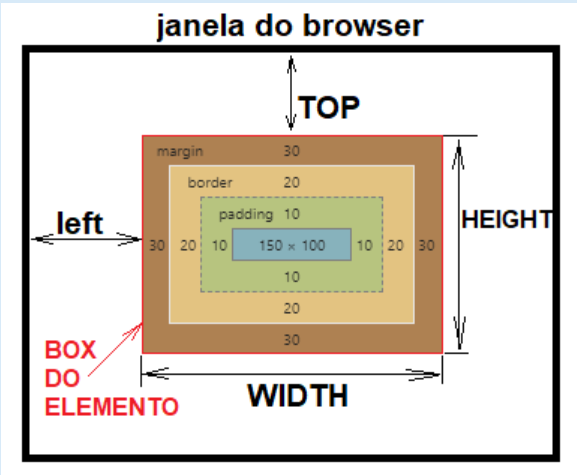 janela do browser
TOP
margin 30
border 20
left
padding 10
HEIGHT
30 20 10 150 × 100 10 20 30
10
20
30
BOX
DO
ELEMENTO
WIDTH